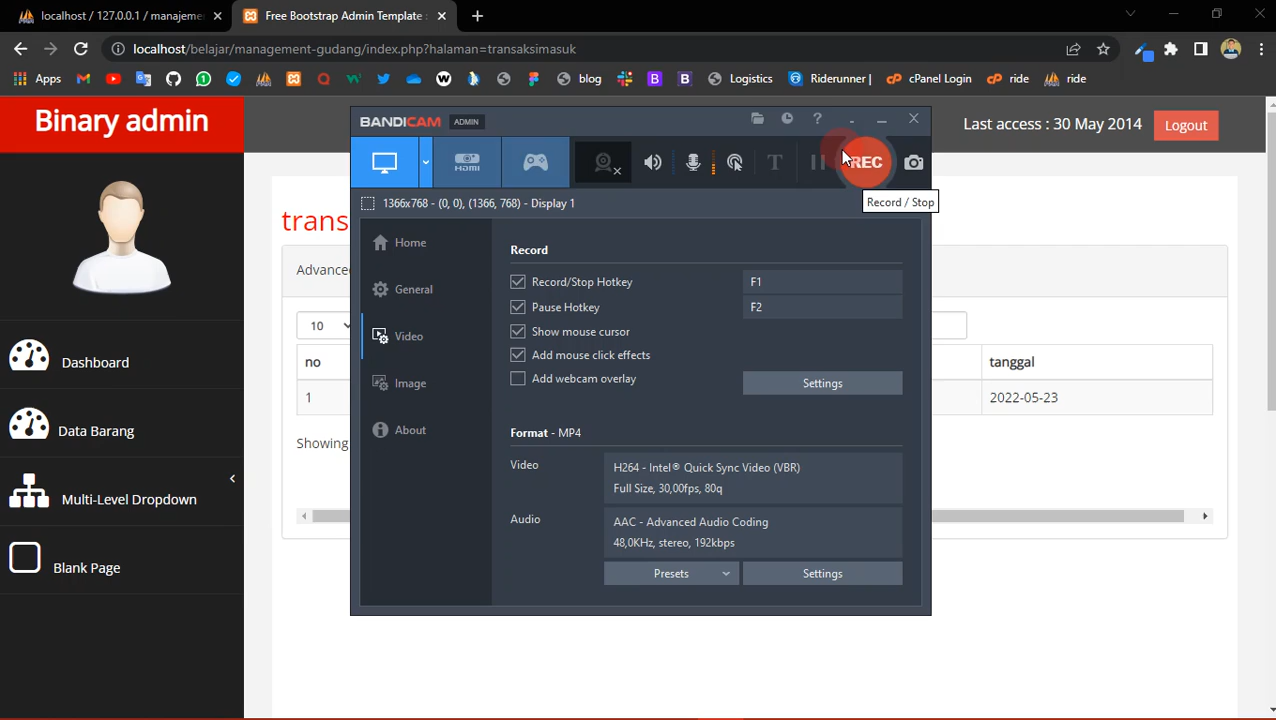 localhost / 127.0.0.1 / manajeme
Free Bootstrap Admin Template :
localhost/belajar/management-gudang/index.php?halaman=transaksimasuk
Apps
blog
Logistics
Riderunner |
cPanel Login
ride
ride
Binary admin
Last access : 30 May 2014
Logout
BANDICAM
ADMIN
HDMI
T
REC
Record / Stop
1366x768 - (0, 0), (1366, 768) - Display 1
trans
Advance
Home
General
Video
Image
About
Record
Record/Stop Hotkey
F1
Pause Hotkey
F2
Show mouse cursor
Add mouse click effects
Add webcam overlay
Settings
Format - MP4
Video
H264 - Intel® Quick Sync Video (VBR)
Full Size, 30,00fps, 80q
Audio
AAC - Advanced Audio Coding
48,0KHz, stereo, 192kbps
Presets
Settings
10
no
tanggal
1
2022-05-23
Showing
Dashboard
Data Barang
Multi-Level Dropdown
Blank Page